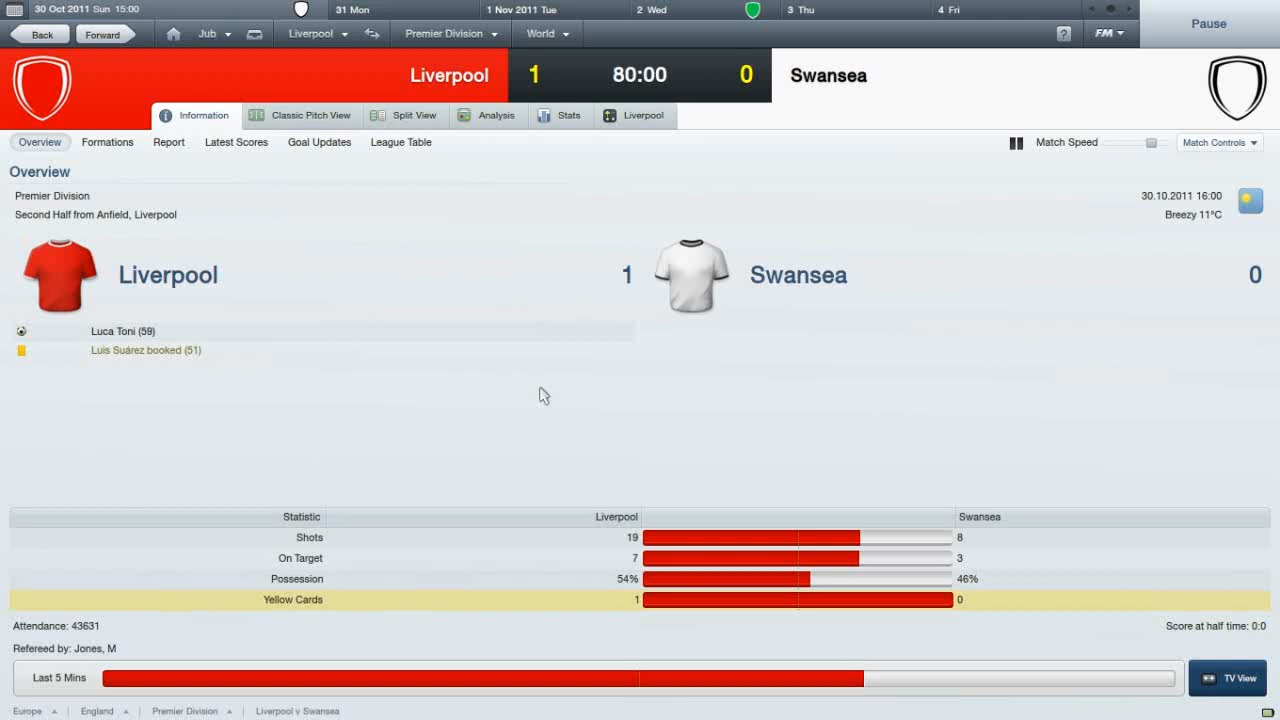 30 Oct 2011 Sun 15:00 31 Mon 1 Nov 2011 Tue 2 Wed 3 Thu 4 Fri
Pause
Back Forward Jub Liverpool Premier Division World ? FM
Liverpool 1 80:00 0 Swansea
Information Classic Pitch View Split View Analysis Stats Liverpool
Overview Formations Report Latest Scores Goal Updates League Table Match Speed Match Controls
Overview
Premier Division 30.10.2011 16:00
Second Half from Anfield, Liverpool Breezy 11°C
Liverpool 1 Swansea 0
Luca Toni (59)
Luis Suárez booked (51)
Statistic Liverpool Swansea
Shots 19 8
On Target 7 3
Possession 54% 46%
Yellow Cards 1 0
Attendance: 43631 Score at half time: 0:0
Refereed by: Jones, M
Last 5 Mins TV View
Europe England Premier Division Liverpool v Swansea